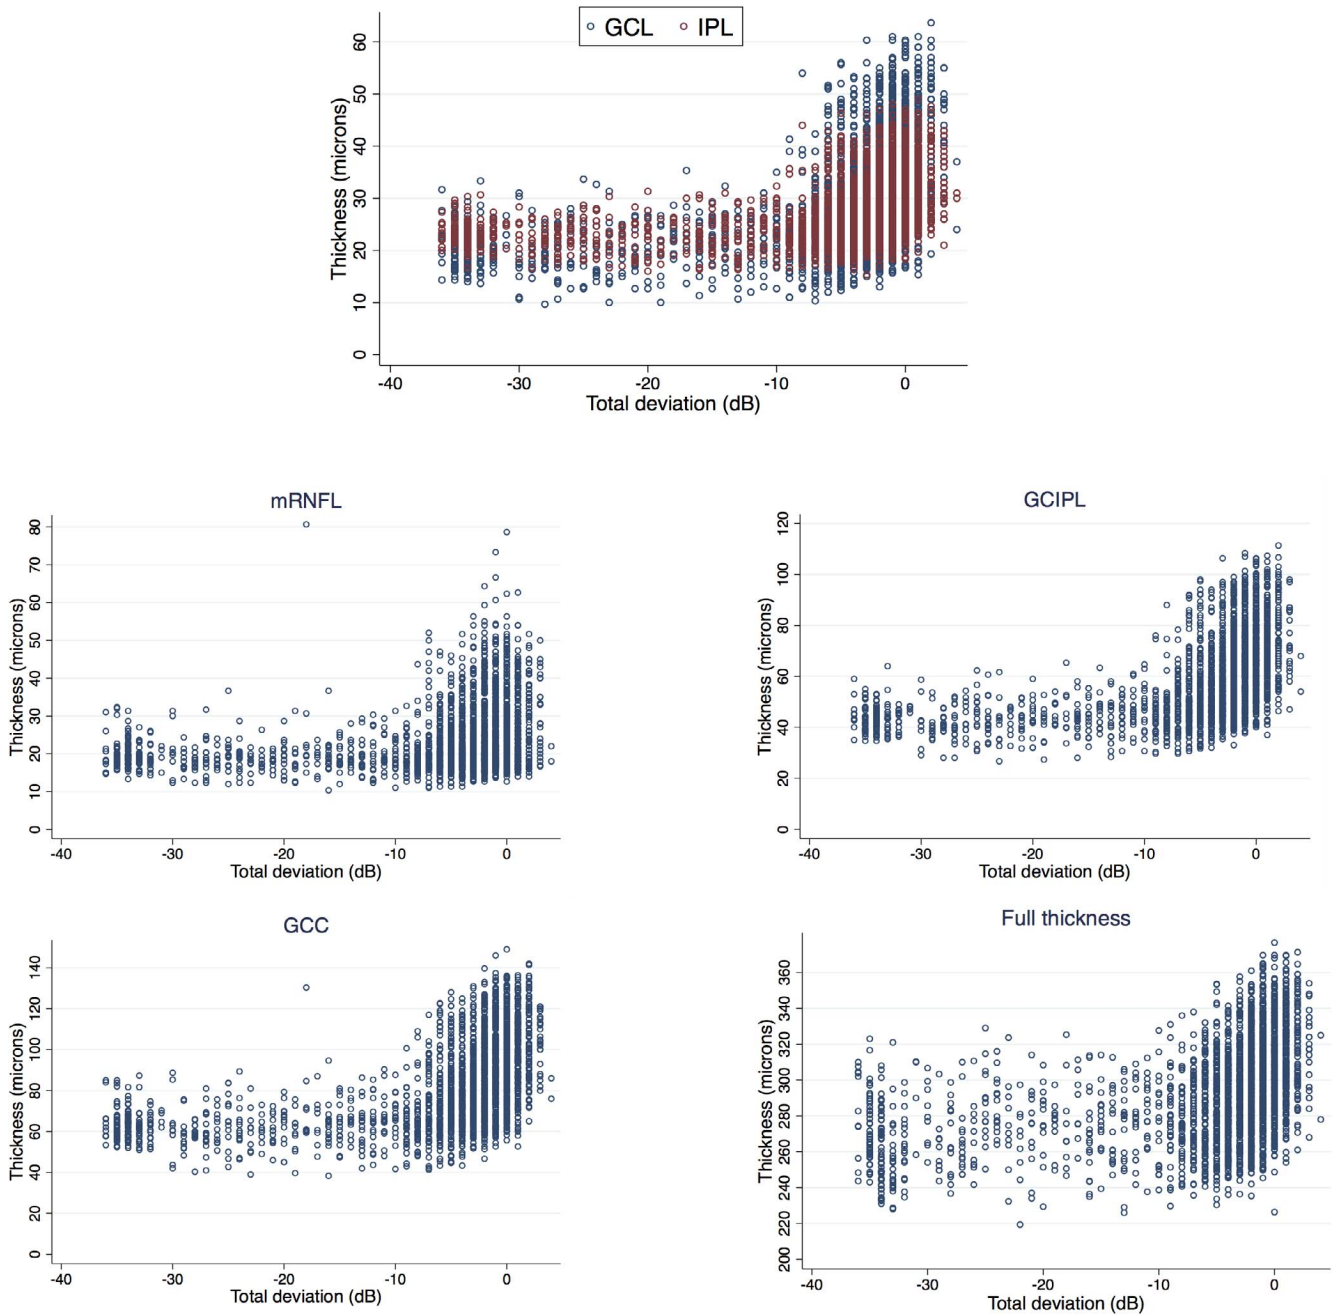 GCL IPL
Thickness (microns)
60
50
40
30
20
10
0
-40 -30 -20 -10 0
Total deviation (dB)
mRNFL
Thickness (microns)
80
70
60
50
40
30
20
10
0
-40 -30 -20 -10 0
Total deviation (dB)
GCIPL
Thickness (microns)
120
100
80
60
40
20
0
-40 -30 -20 -10 0
Total deviation (dB)
GCC
Thickness (microns)
140
120
100
80
60
40
20
0
-40 -30 -20 -10 0
Total deviation (dB)
Full thickness
Thickness (microns)
360
340
320
300
280
260
240
220
200
-40 -30 -20 -10 0
Total deviation (dB)